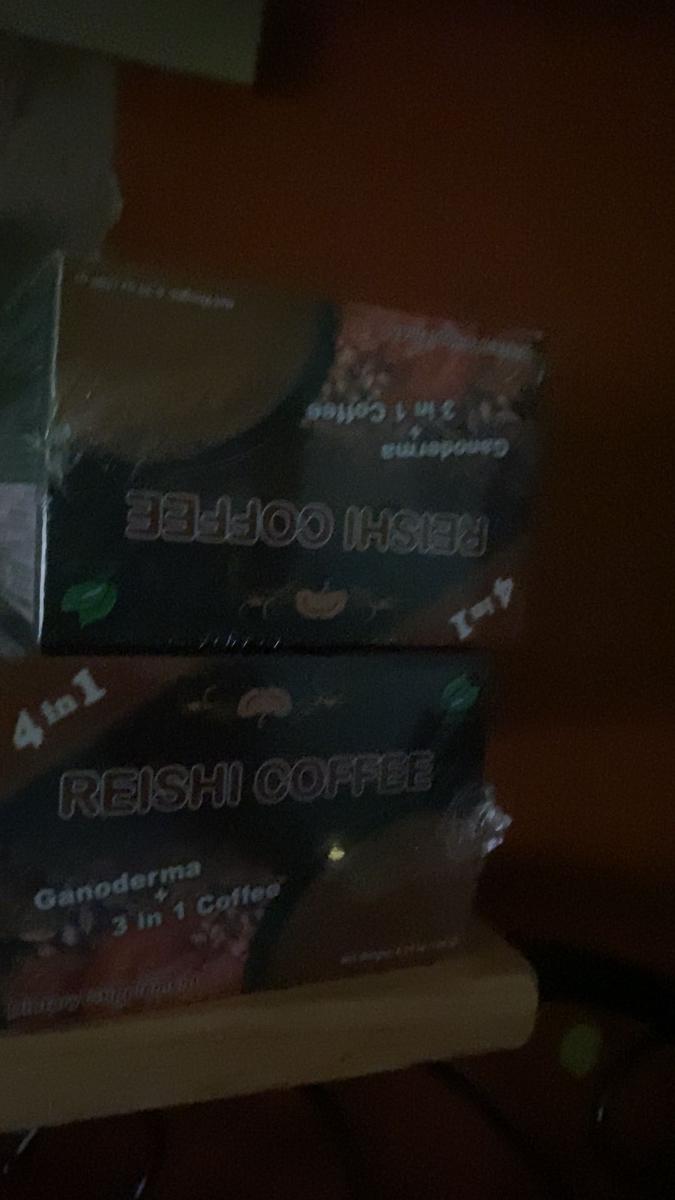 3 in 1 Coffee
+
Ganoderma
REISHI COFFEE
4 in 1
4 in 1
REISHI COFFEE
Ganoderma
+
3 in 1 Coffee